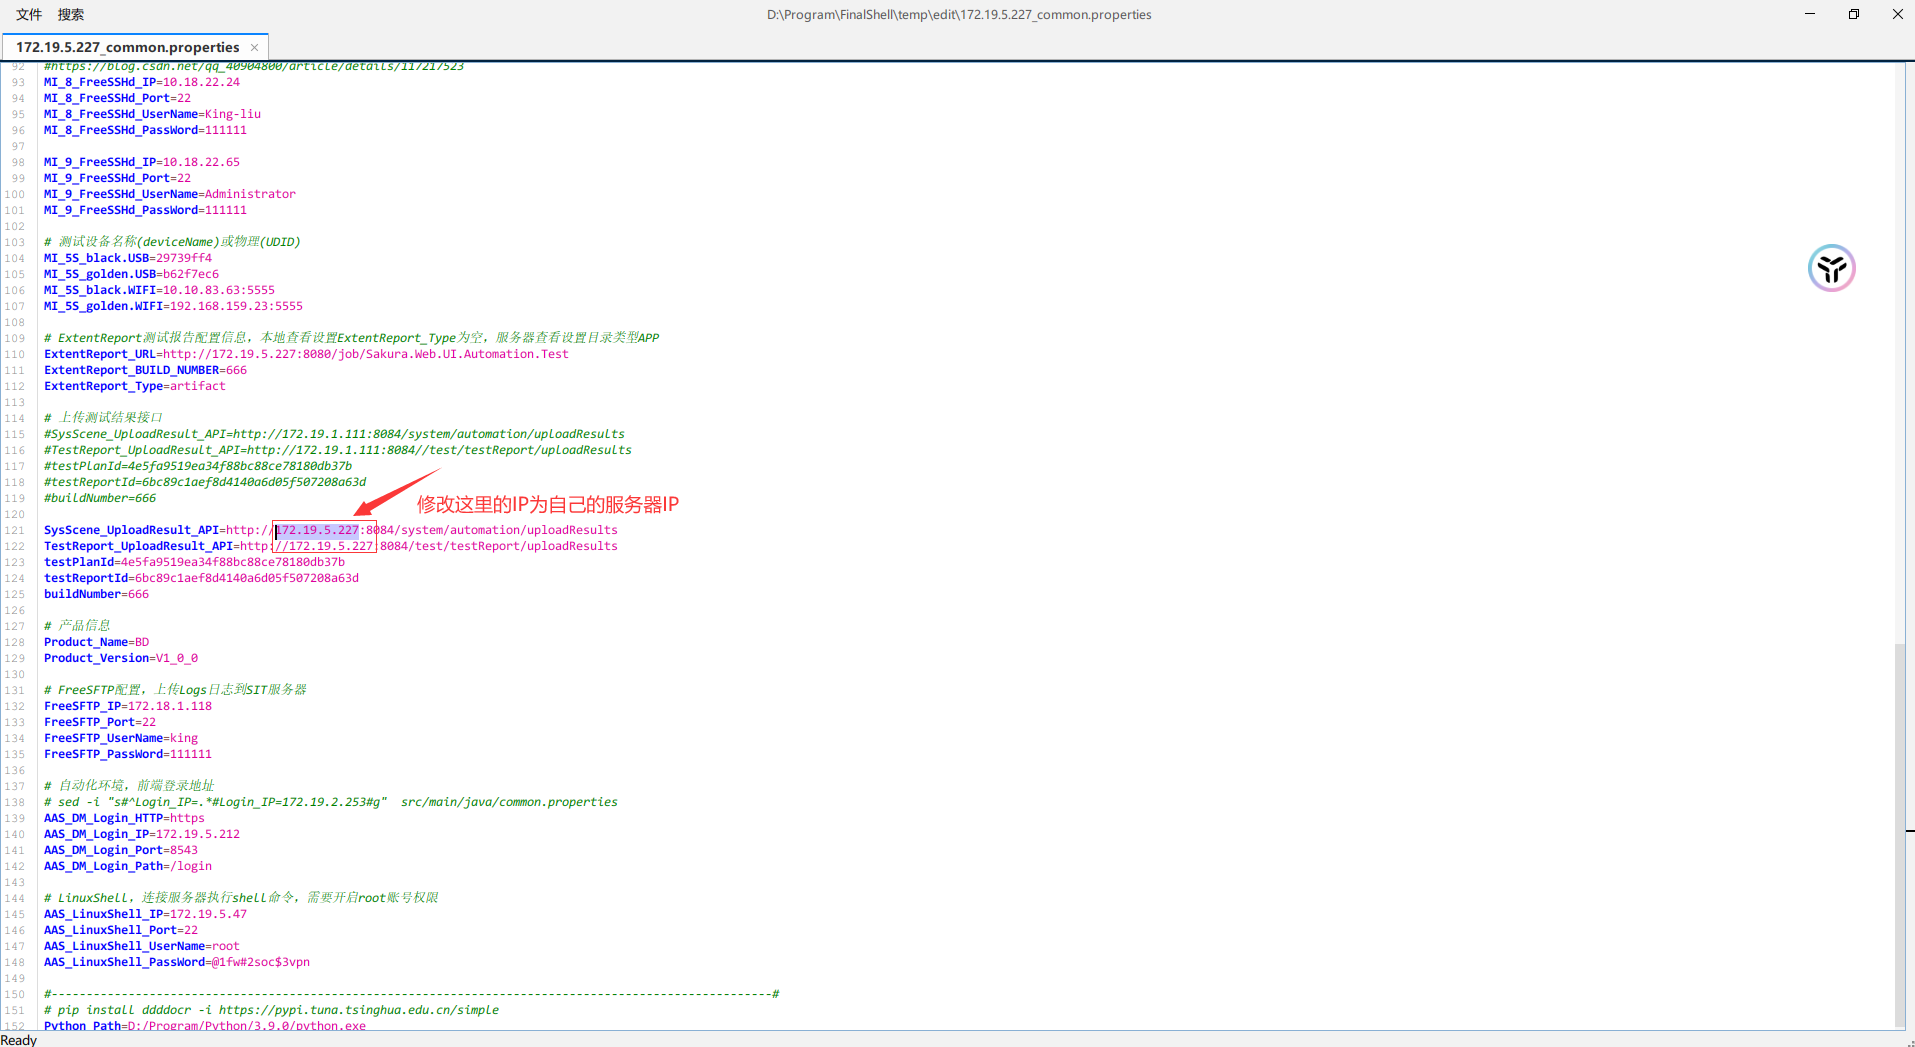 文件 搜索 D:\Program\FinalShell\temp\edit\172.19.5.227_common.properties
172.19.5.227_common.properties ×
92 #https://blog.csdn.net/qq_40904800/article/details/117217523
93 MI_8_FreeSSHd_IP=10.18.22.24
94 MI_8_FreeSSHd_Port=22
95 MI_8_FreeSSHd_UserName=King-liu
96 MI_8_FreeSSHd_PassWord=111111
97
98 MI_9_FreeSSHd_IP=10.18.22.65
99 MI_9_FreeSSHd_Port=22
100 MI_9_FreeSSHd_UserName=Administrator
101 MI_9_FreeSSHd_PassWord=111111
102
103 # 测试设备名称(deviceName)或物理(UDID)
104 MI_5S_black.USB=29739ff4
105 MI_5S_golden.USB=b62f7ec6
106 MI_5S_black.WIFI=10.10.83.63:5555
107 MI_5S_golden.WIFI=192.168.159.23:5555
108
109 # ExtentReport测试报告配置信息，本地查看设置ExtentReport_Type为空，服务器查看设置目录类型APP
110 ExtentReport_URL=http://172.19.5.227:8080/job/Sakura.Web.UI.Automation.Test
111 ExtentReport_BUILD_NUMBER=666
112 ExtentReport_Type=artifact
113
114 # 上传测试结果接口
115 #SysScene_UploadResult_API=http://172.19.1.111:8084/system/automation/uploadResults
116 #TestReport_UploadResult_API=http://172.19.1.111:8084//test/testReport/uploadResults
117 #testPlanId=4e5fa9519ea34f88bc88ce78180db37b
118 #testReportId=6bc89c1aef8d4140a6d05f507208a63d
119 #buildNumber=666
修改这里的IP为自己的服务器IP
120
121 SysScene_UploadResult_API=http://172.19.5.227:8084/system/automation/uploadResults
122 TestReport_UploadResult_API=http://172.19.5.227:8084/test/testReport/uploadResults
123 testPlanId=4e5fa9519ea34f88bc88ce78180db37b
124 testReportId=6bc89c1aef8d4140a6d05f507208a63d
125 buildNumber=666
126
127 # 产品信息
128 Product_Name=BD
129 Product_Version=V1_0_0
130
131 # FreeSFTP配置，上传Logs日志到SIT服务器
132 FreeSFTP_IP=172.18.1.118
133 FreeSFTP_Port=22
134 FreeSFTP_UserName=king
135 FreeSFTP_PassWord=111111
136
137 # 自动化环境，前端登录地址
138 # sed -i "s#^Login_IP=.*#Login_IP=172.19.2.253#g"  src/main/java/common.properties
139 AAS_DM_Login_HTTP=https
140 AAS_DM_Login_IP=172.19.5.212
141 AAS_DM_Login_Port=8543
142 AAS_DM_Login_Path=/login
143
144 # LinuxShell，连接服务器执行shell命令，需要开启root账号权限
145 AAS_LinuxShell_IP=172.19.5.47
146 AAS_LinuxShell_Port=22
147 AAS_LinuxShell_UserName=root
148 AAS_LinuxShell_PassWord=@1fw#2soc$3vpn
149
150 #-------------------------------------------------------------------------------------------------------#
151 # pip install ddddocr -i https://pypi.tuna.tsinghua.edu.cn/simple
152 Python_Path=D:/Program/Python/3.9.0/python.exe
Ready